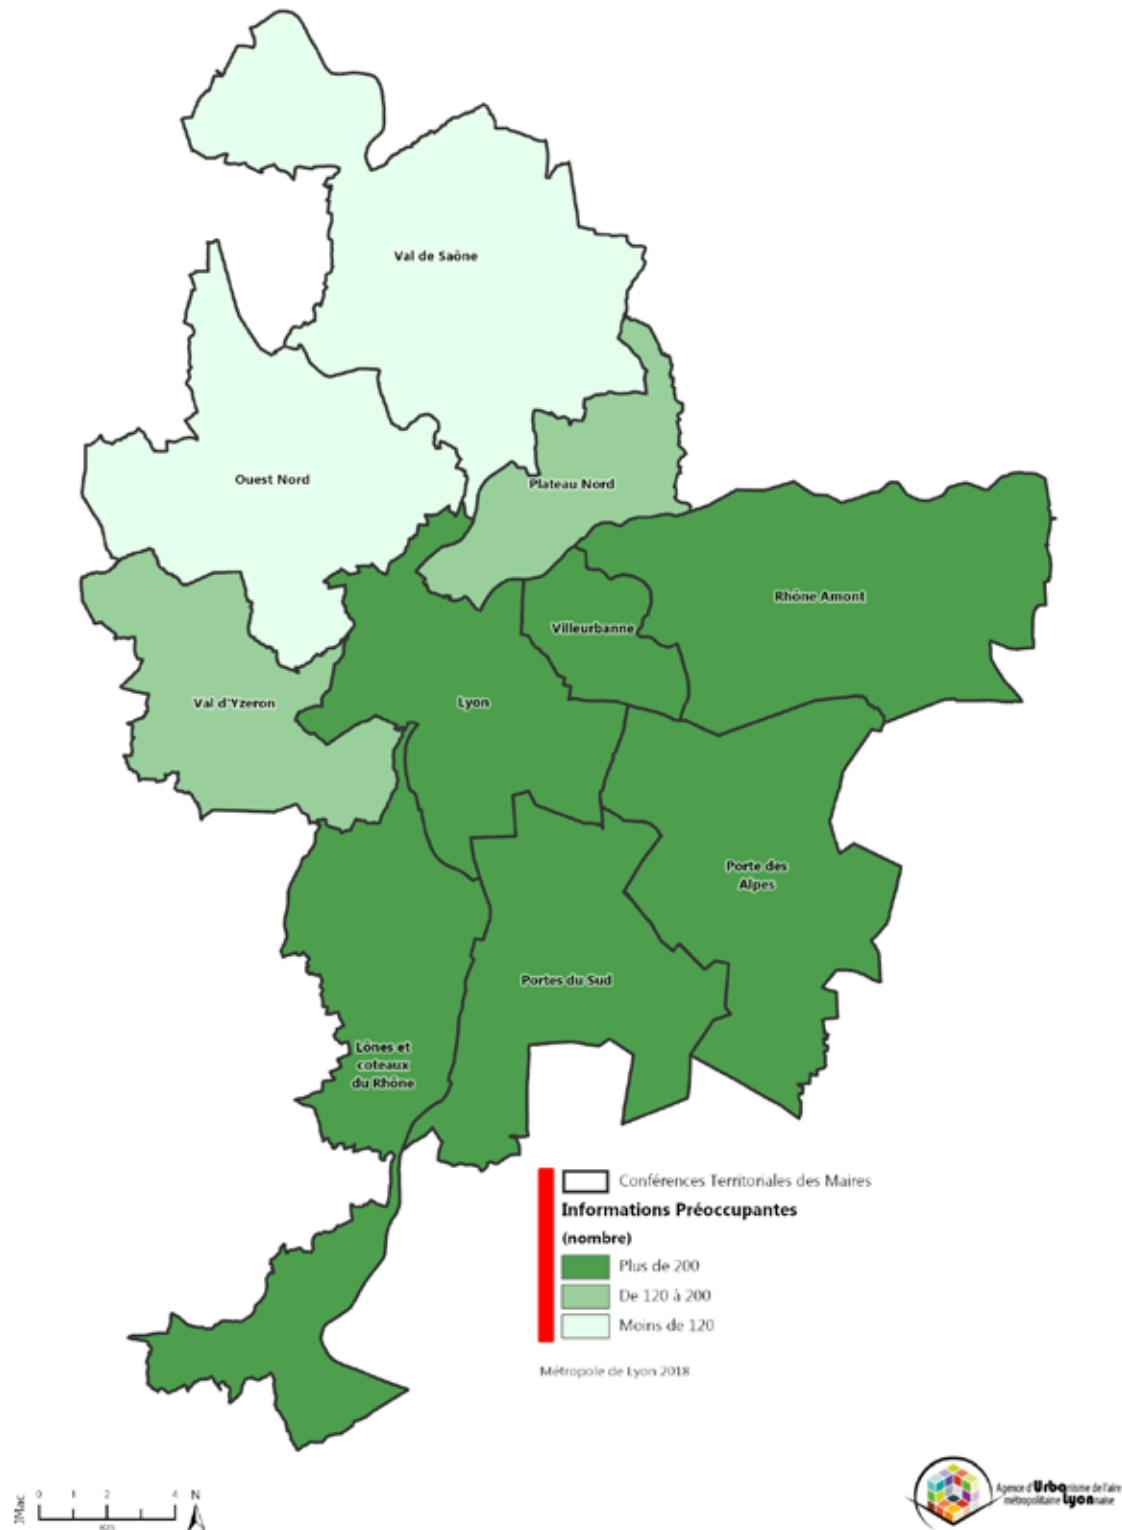 Val de Saône
Ouest Nord
Plateau Nord
Rhône Amont
Villeurbanne
Val d'Yzeron
Lyon
Porte des
Alpes
Portes du Sud
Lônes et
coteaux
du Rhône
Conférences Territoriales des Maires
Informations Préoccupantes
(nombre)
Plus de 200
De 120 à 200
Moins de 120
Métropole de Lyon 2018
JMac
0 1 2 4
Km
N
Agence d'Urbanisme de l'aire
métropolitaine Lyonnaise